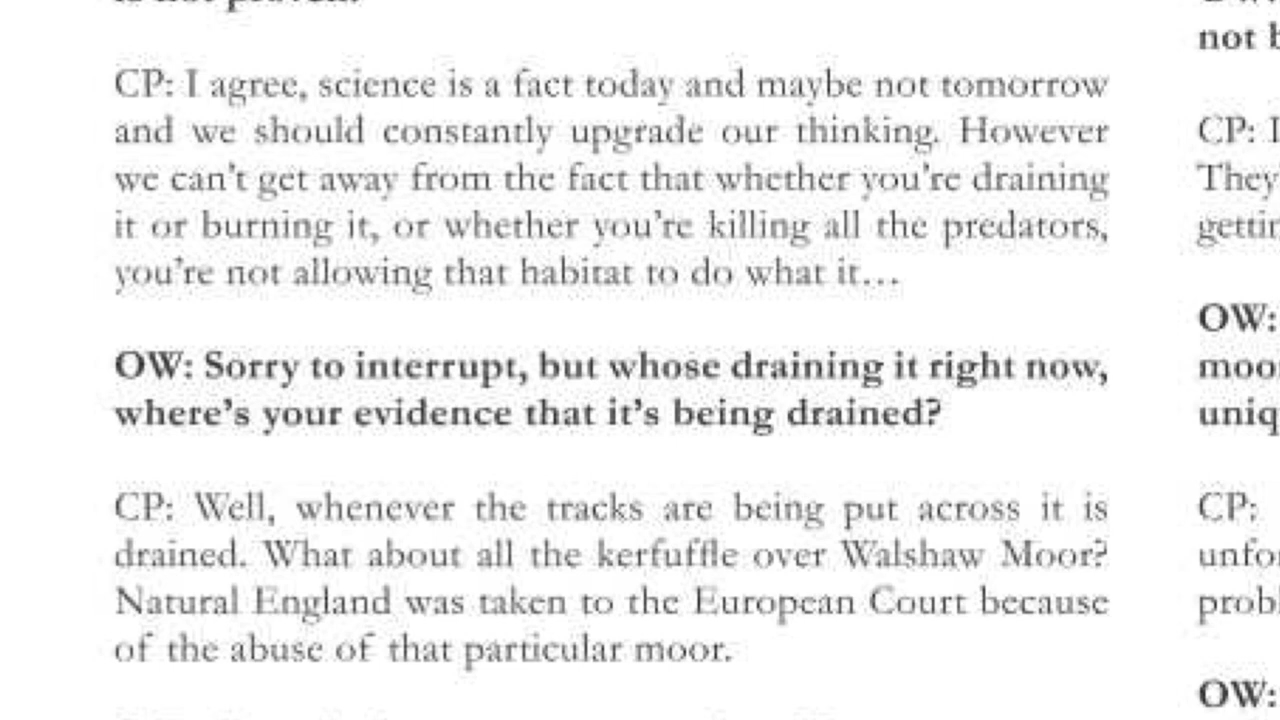 CP: I agree, science is a fact today and maybe not tomorrow
and we should constantly upgrade our thinking. However
we can't get away from the fact that whether you're draining
it or burning it, or whether you're killing all the predators,
you're not allowing that habitat to do what it…
OW: Sorry to interrupt, but whose draining it right now,
where's your evidence that it's being drained?
CP: Well, whenever the tracks are being put across it is
drained. What about all the kerfuffle over Walshaw Moor?
Natural England was taken to the European Court because
of the abuse of that particular moor.
not
CP:
They
OW:
CP:
OW: